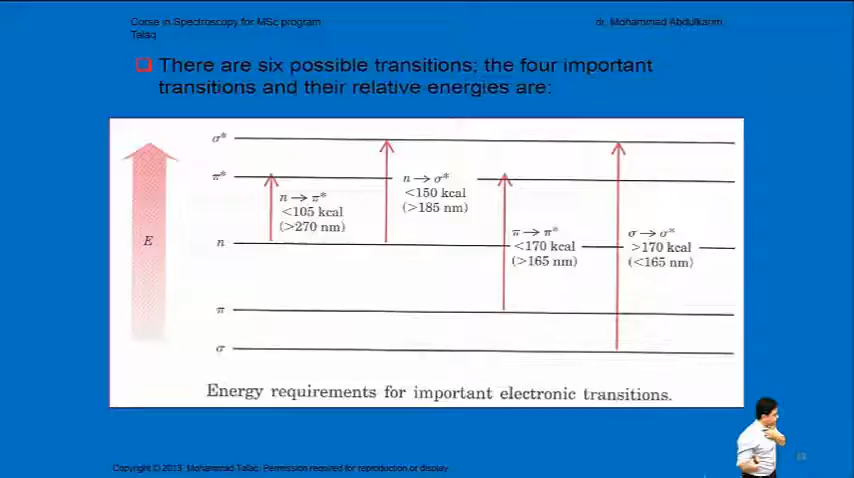 Corse in Spectroscopy for MSc program
dr. Mohammad Abdulkarim
Talaq
There are six possible transitions; the four important
transitions and their relative energies are:
σ*
π*
n → σ*
<150 kcal
(>185 nm)
n → π*
<105 kcal
(>270 nm)
π → π*
<170 kcal
(>165 nm)
σ → σ*
>170 kcal
(<165 nm)
E
n
π
σ
Energy requirements for important electronic transitions.
Copyright © 2013, Mohammad Talaq. Permission required for reproduction or display